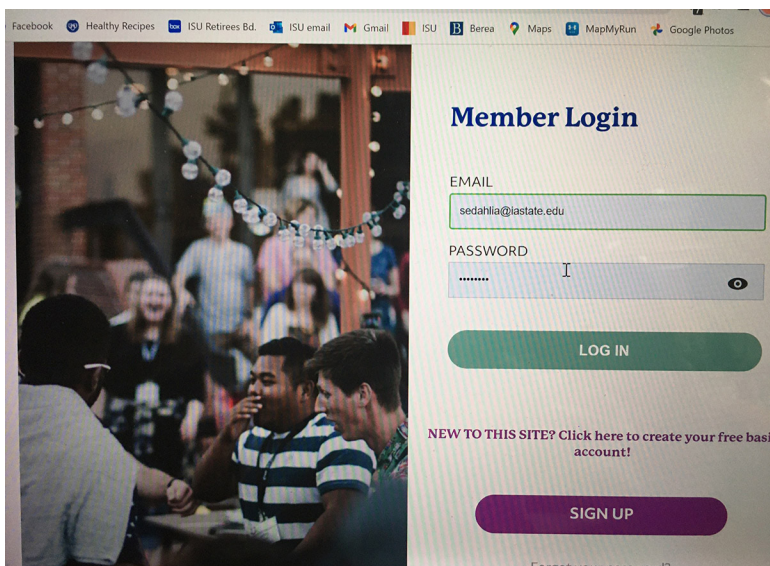 Facebook Healthy Recipes box ISU Retirees Bd. ISU email Gmail ISU B Berea Maps MapMyRun Google Photos
Member Login
EMAIL
sedahlia@iastate.edu
PASSWORD
••••••••
LOG IN
NEW TO THIS SITE? Click here to create your free basi
account!
SIGN UP